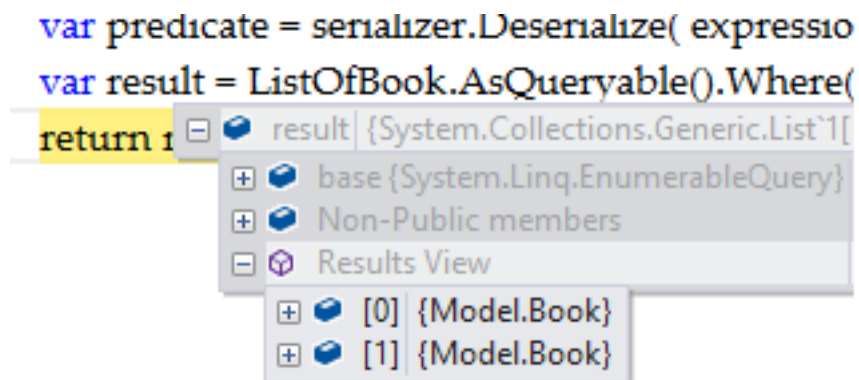 var predicate = serializer.Deserialize( expressio
var result = ListOfBook.AsQueryable().Where(
return r
result {System.Collections.Generic.List`1[
base {System.Linq.EnumerableQuery}
Non-Public members
Results View
[0] {Model.Book}
[1] {Model.Book}